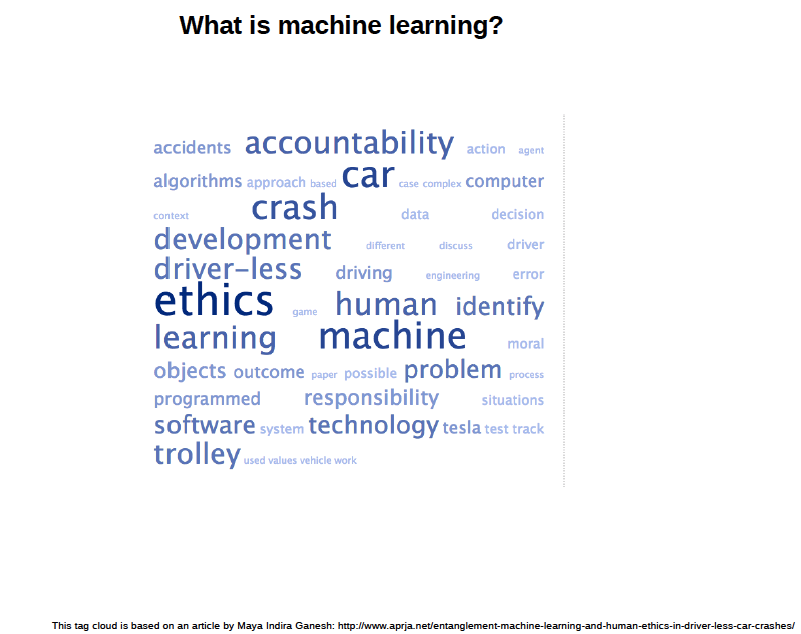 What is machine learning?
accidents accountability action agent
algorithms approach based car case complex computer
context crash data decision
development different discuss driver
driver-less driving engineering error
ethics game human identify
learning machine moral
objects outcome paper possible problem process
programmed responsibility situations
software system technology tesla test track
trolley used values vehicle work
This tag cloud is based on an article by Maya Indira Ganesh: http://www.aprja.net/entanglement-machine-learning-and-human-ethics-in-driver-less-car-crashes/